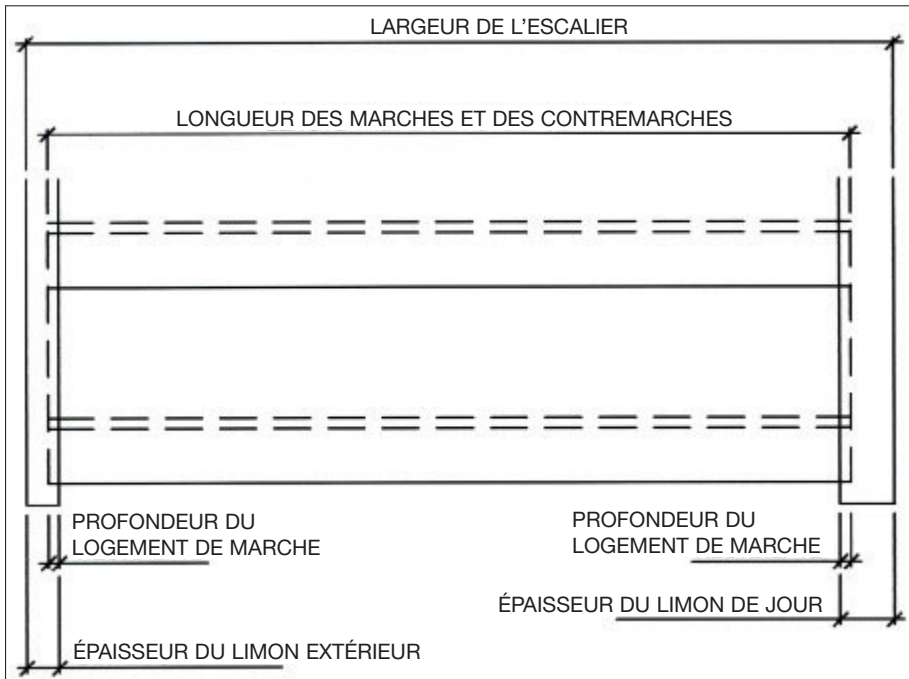 LARGEUR DE L'ESCALIER
LONGUEUR DES MARCHES ET DES CONTREMARCHES
PROFONDEUR DU
LOGEMENT DE MARCHE
PROFONDEUR DU
LOGEMENT DE MARCHE
ÉPAISSEUR DU LIMON DE JOUR
ÉPAISSEUR DU LIMON EXTÉRIEUR